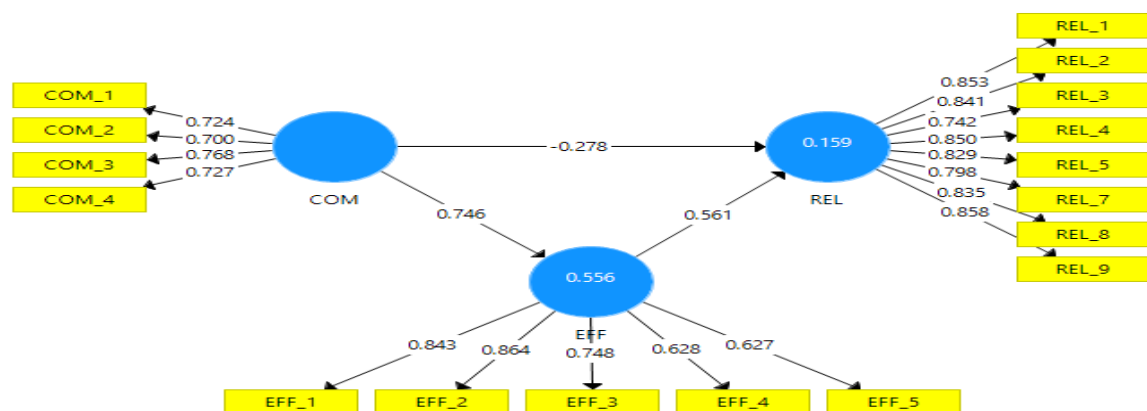 REL_1
REL_2
0.853
COM_1
0.841
REL_3
0.724
0.742
COM_2
0.700
-0.278
0.159
0.850
REL_4
0.768
0.829
COM_3
0.727
0.798
REL_5
COM_4
COM
REL
0.835
REL_7
0.746
0.561
0.858
REL_8
0.556
REL_9
EFF
0.843
0.864
0.748
0.628
0.627
EFF_1
EFF_2
EFF_3
EFF_4
EFF_5